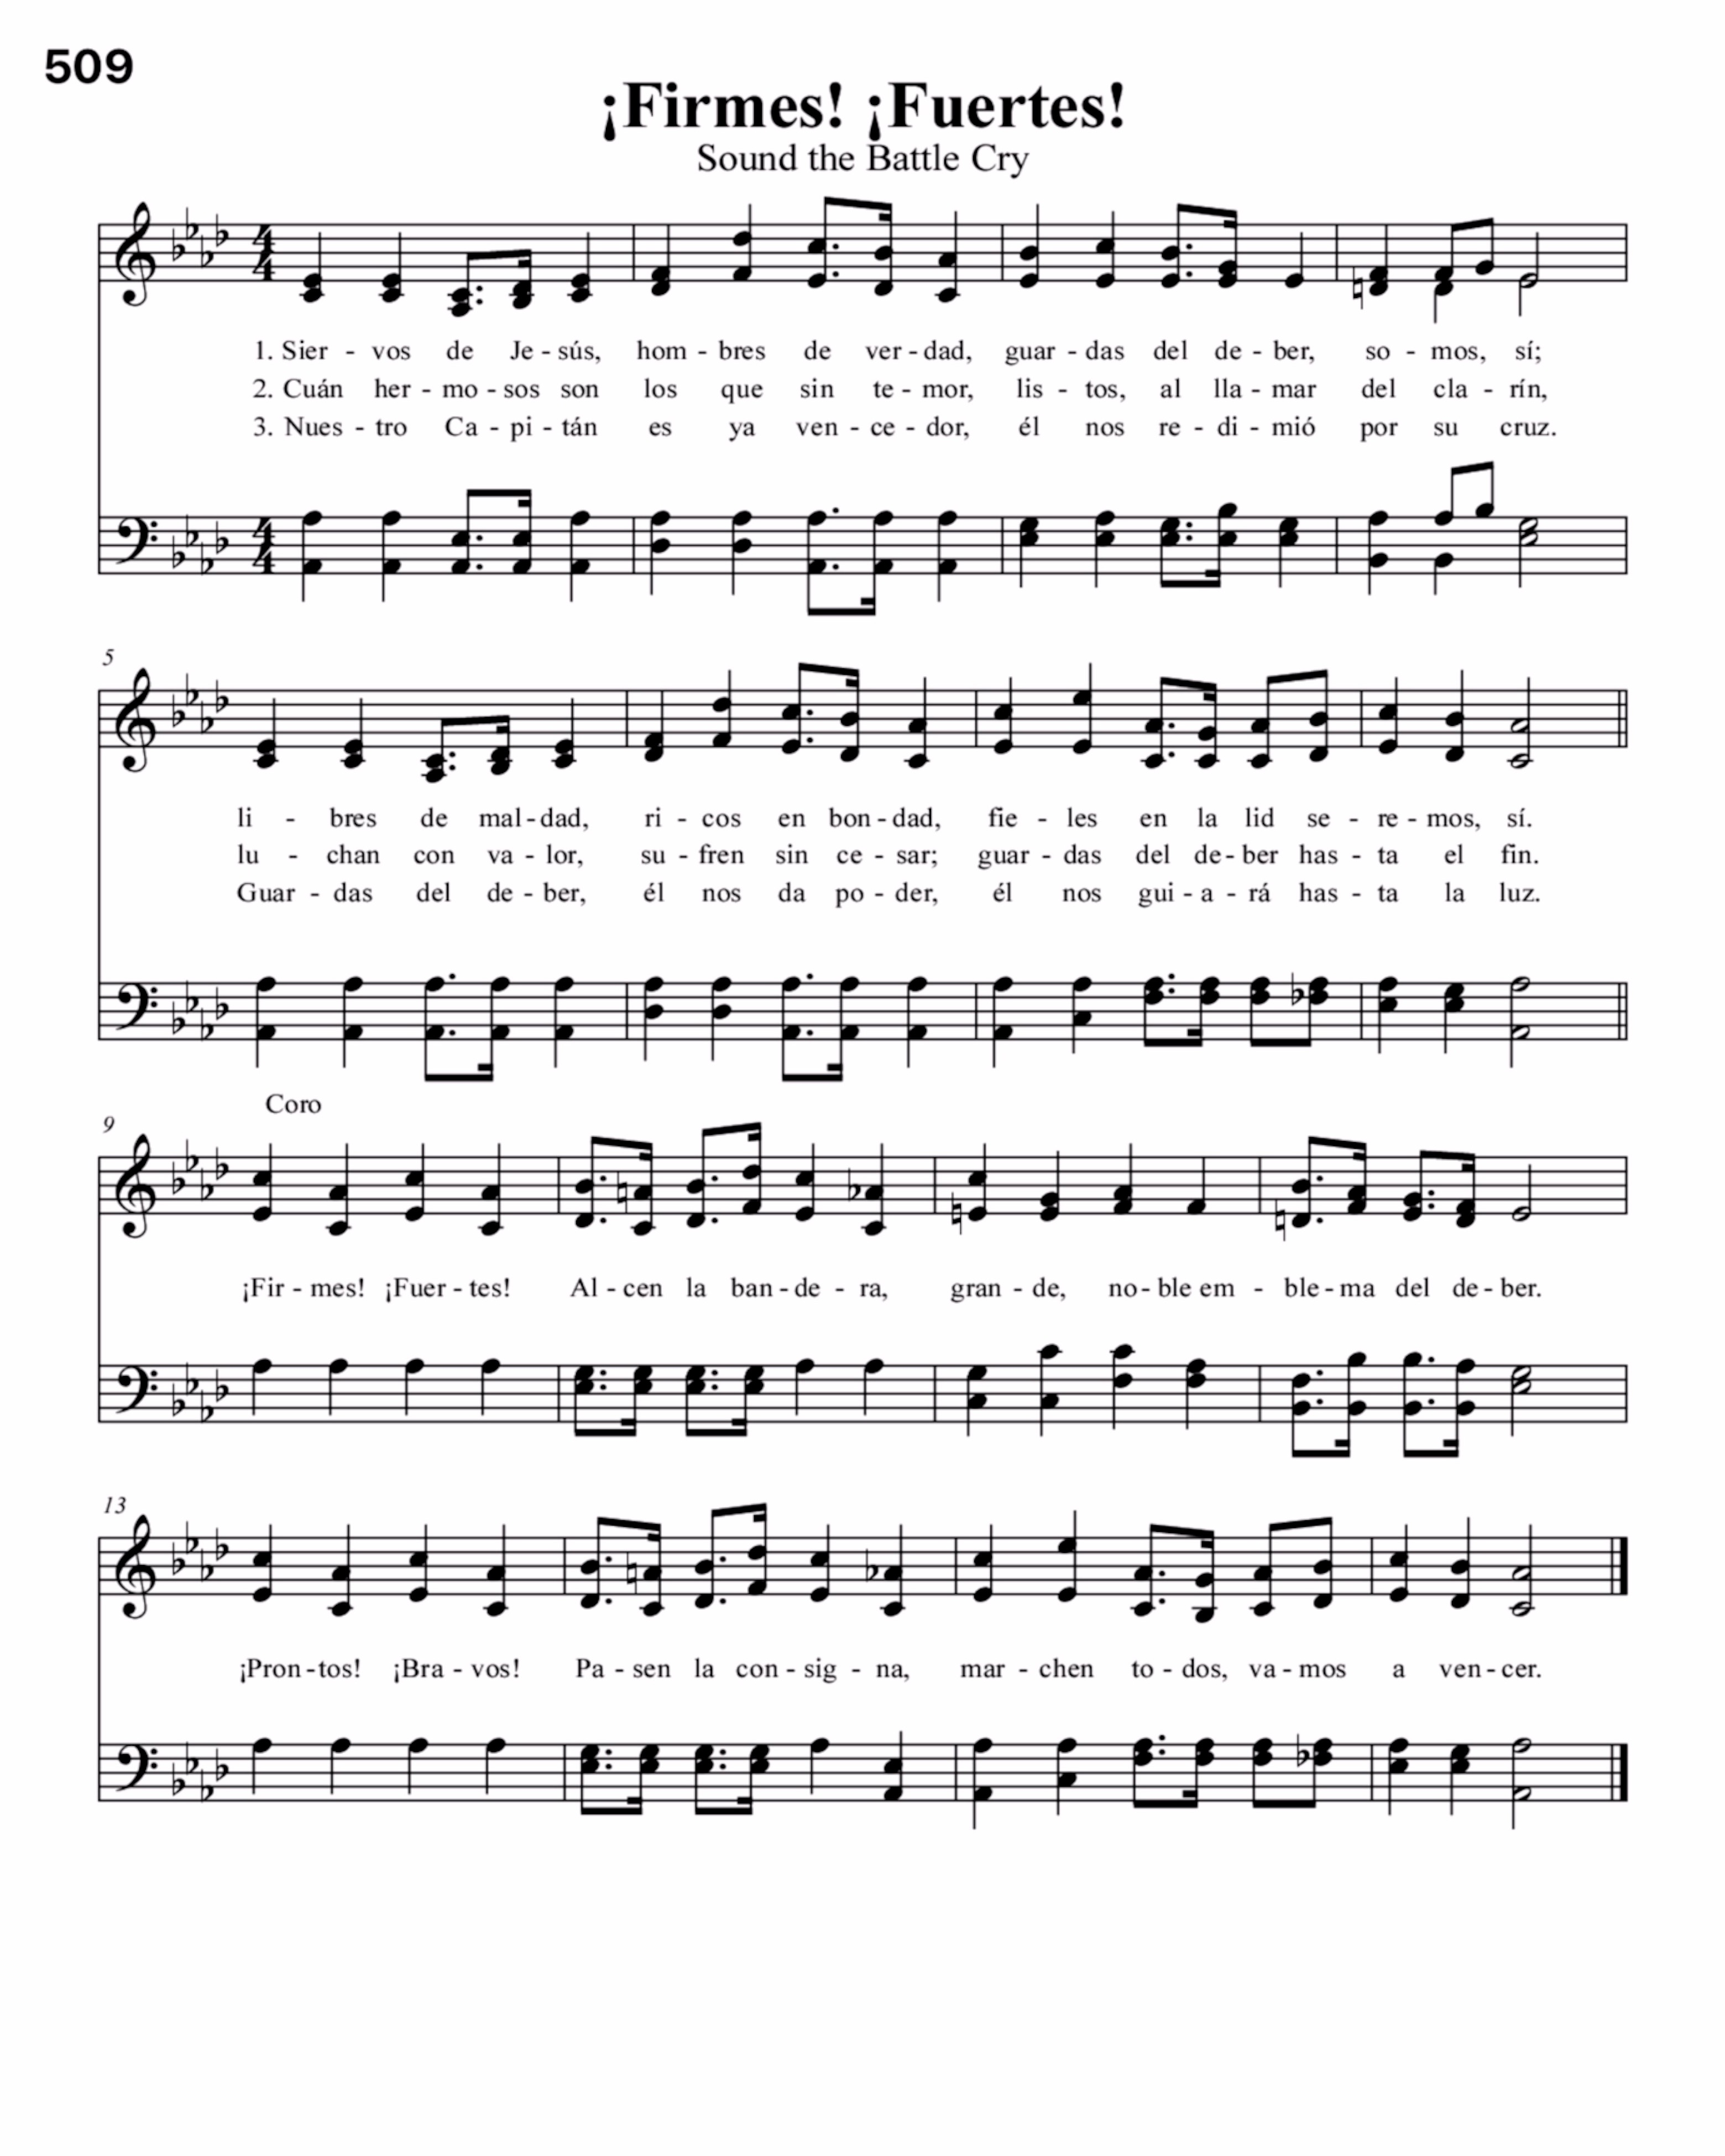 509
¡Firmes! ¡Fuertes!
Sound the Battle Cry
1. Sier - vos de Je - sús, hom - bres de ver - dad, guar - das del de - ber, so - mos, sí;
2. Cuán her - mo - sos son los que sin te - mor, lis - tos, al lla - mar del cla - rín,
3. Nues - tro Ca - pi - tán es ya ven - ce - dor, él nos re - di - mió por su cruz.
5
li - bres de mal - dad, ri - cos en bon - dad, fie - les en la lid se - re - mos, sí.
lu - chan con va - lor, su - fren sin ce - sar; guar - das del de - ber has - ta el fin.
Guar - das del de - ber, él nos da po - der, él nos gui - a - rá has - ta la luz.
Coro
9
¡Fir - mes! ¡Fuer - tes! Al - cen la ban - de - ra, gran - de, no - ble em - ble - ma del de - ber.
13
¡Pron - tos! ¡Bra - vos! Pa - sen la con - sig - na, mar - chen to - dos, va - mos a ven - cer.